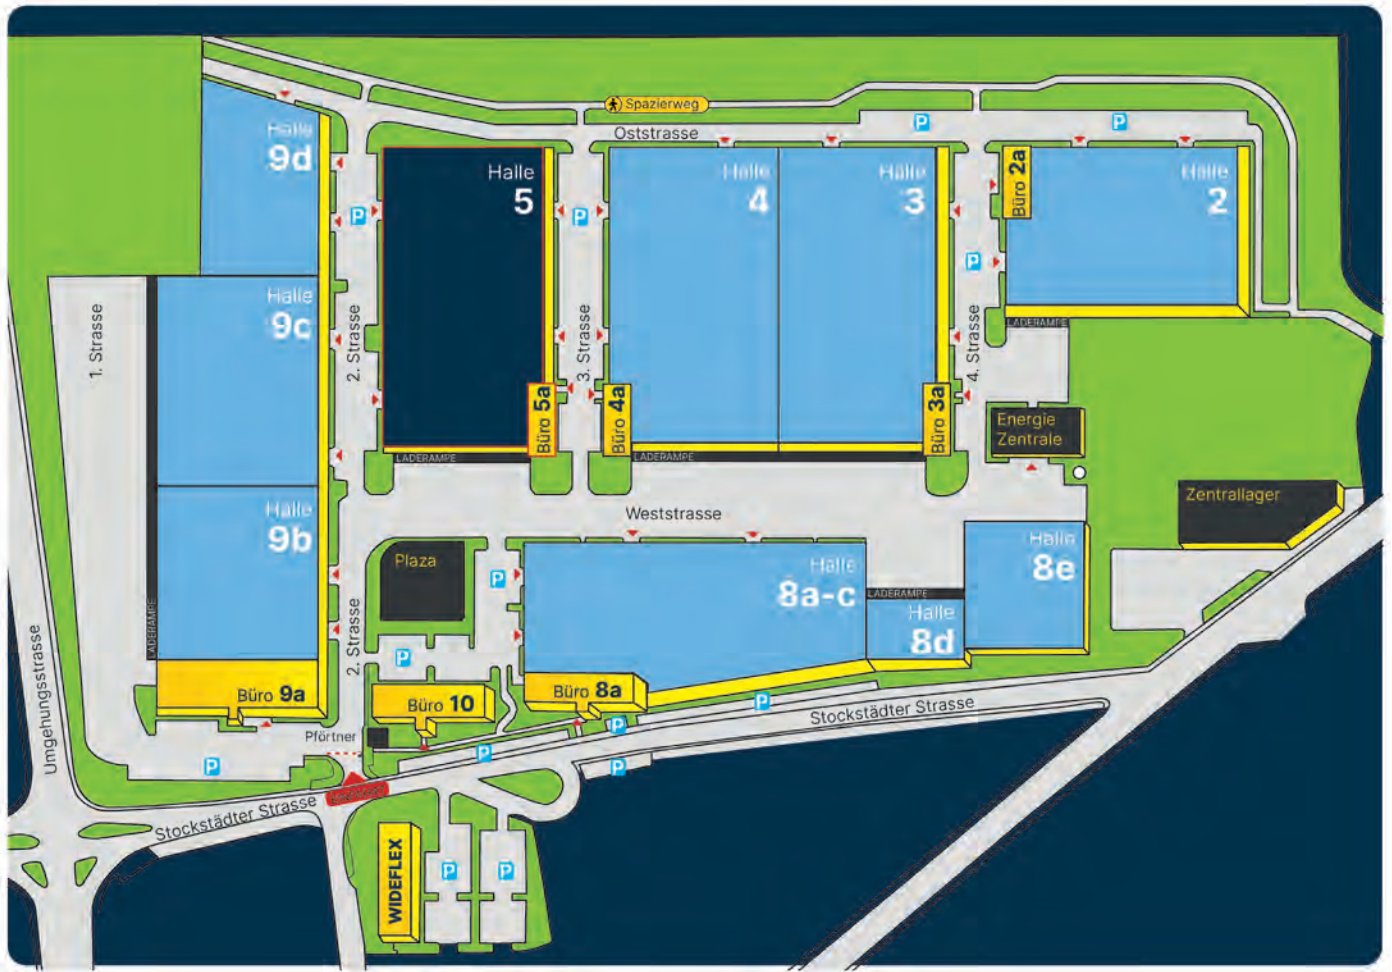 Spazierweg
Oststrasse
P
P
Halle
9d
Halle
5
Halle
4
Halle
3
Büro 2a
Halle
2
P
P
P
Halle
9c
1. Strasse
2. Strasse
3. Strasse
4. Strasse
LADERAMPE
Büro 5a
Büro 4a
Büro 3a
Energie
Zentrale
LADERAMPE
LADERAMPE
Weststrasse
Zentrallager
Halle
9b
Plaza
P
Halle
8a-c
Halle
8e
LADERAMPE
Halle
8d
LADERAMPE
2. Strasse
P
Umgehungsstrasse
Büro 9a
Büro 10
Büro 8a
P
P
Stockstädter Strasse
Pförtner
P
P
P
Stockstädter Strasse
WIDEFLEX
P
P